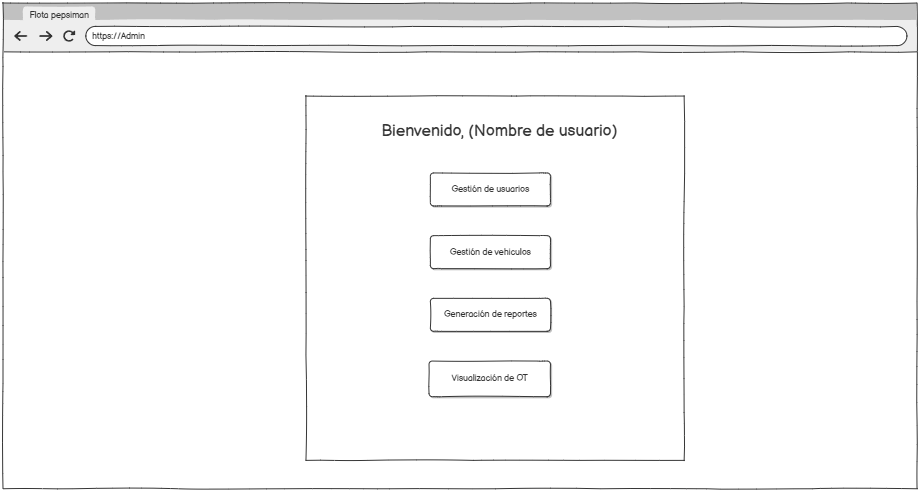 Flota pepsiman
https://Admin
Bienvenido, (Nombre de usuario)
Gestión de usuarios
Gestión de vehiculos
Generación de reportes
Visualización de OT